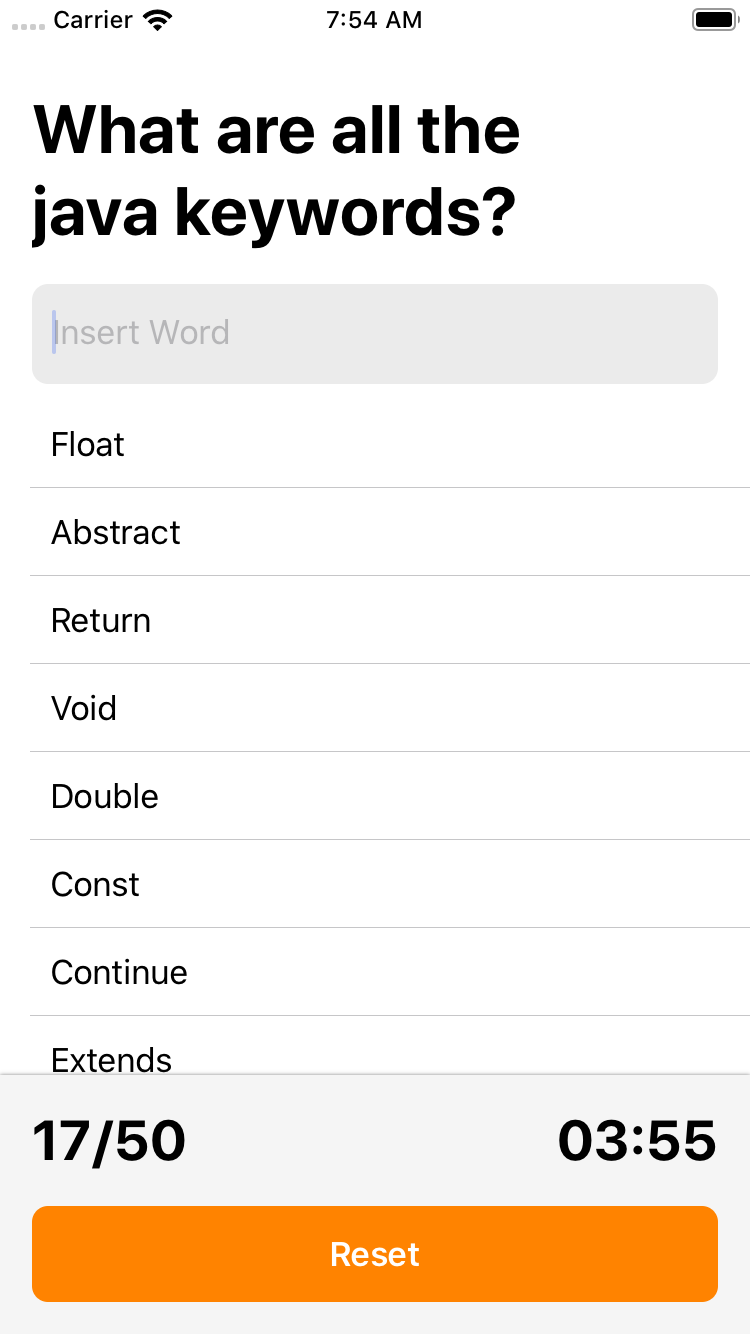 Carrier 7:54 AM
What are all the
java keywords?
Insert Word
Float
Abstract
Return
Void
Double
Const
Continue
Extends
17/50 03:55
Reset